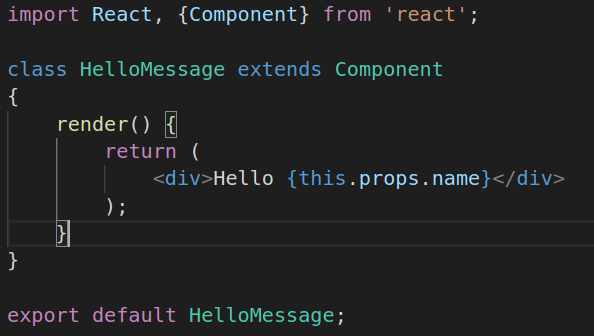 import React, {Component} from 'react';

class HelloMessage extends Component
{
    render() {
        return (
            <div>Hello {this.props.name}</div>
        );
    }
}

export default HelloMessage;